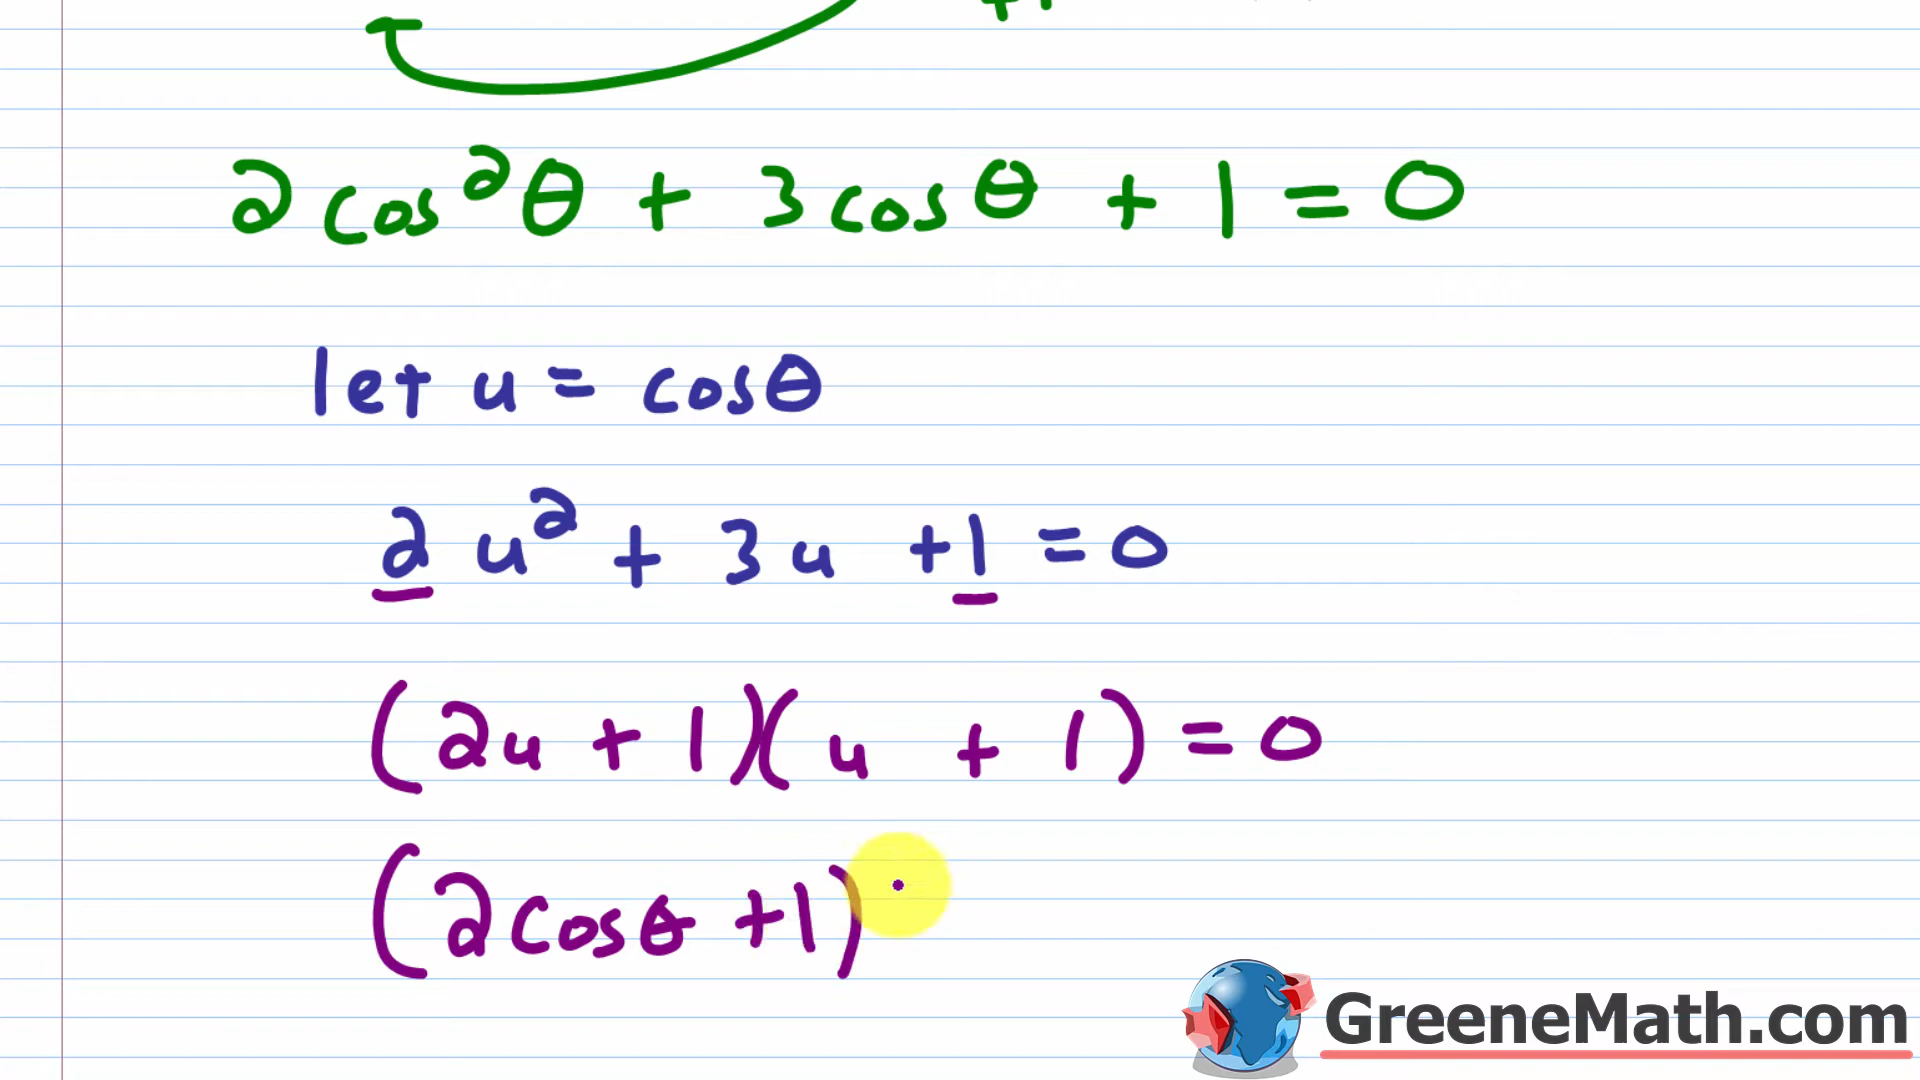 2cos²θ + 3cosθ + 1 = 0
let u = cosθ
2u² + 3u + 1 = 0
(2u + 1)(u + 1) = 0
(2cosθ + 1)
GreeneMath.com